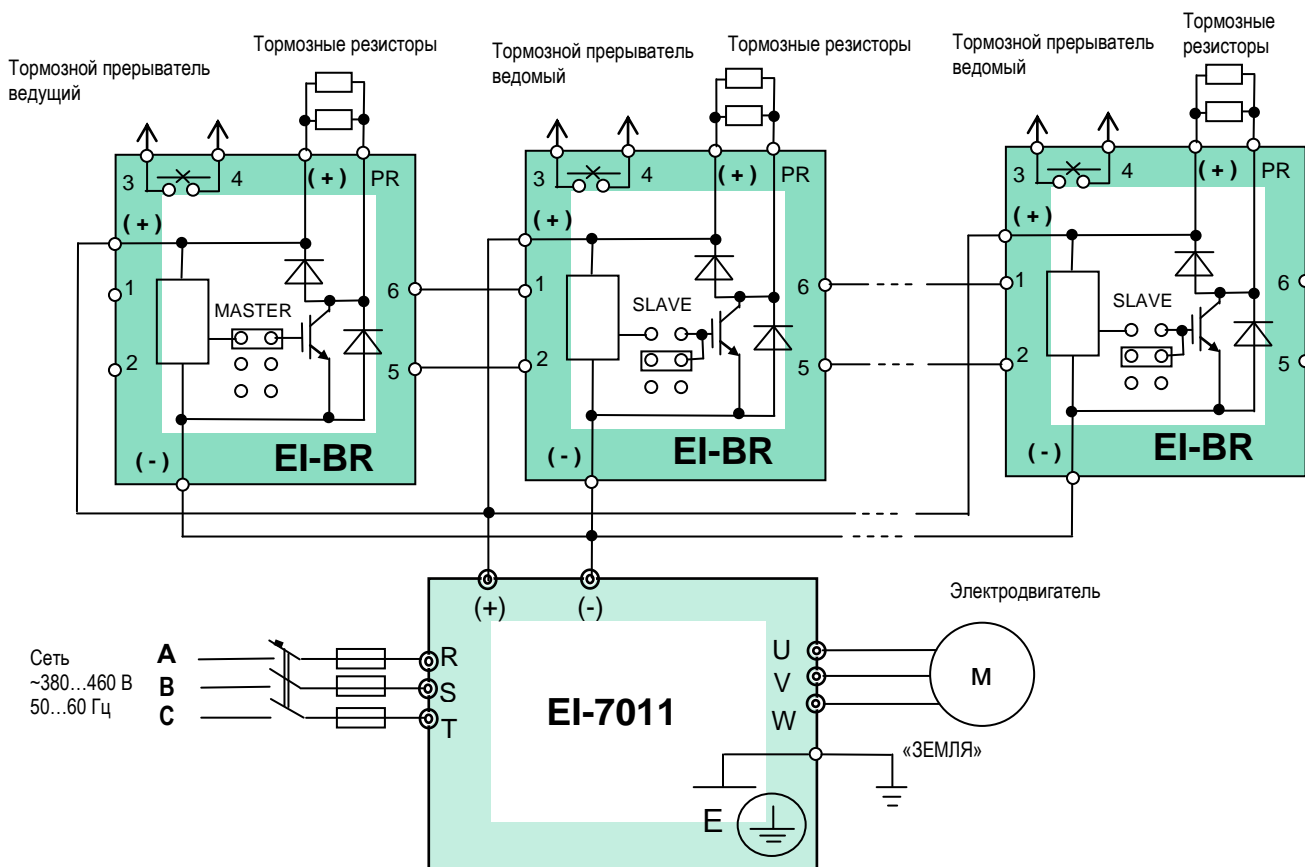 Тормозной прерыватель
ведущий
Тормозные резисторы
Тормозной прерыватель
ведомый
Тормозные резисторы
Тормозной прерыватель
ведомый
Тормозные
резисторы
3
4
(+)
PR
(+)
1
2
MASTER
6
5
(-)
EI-BR
3
4
(+)
PR
(+)
1
2
SLAVE
6
5
(-)
EI-BR
3
4
(+)
PR
(+)
1
2
SLAVE
6
5
(-)
EI-BR
(+)
(-)
Сеть
~380...460 В
50...60 Гц
A
B
C
R
S
T
EI-7011
U
V
W
Электродвигатель
М
«ЗЕМЛЯ»
E